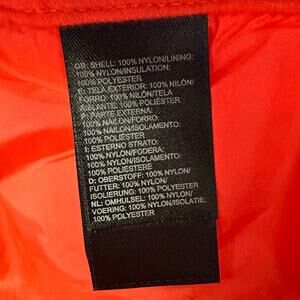 GB: SHELL: 100% NYLON/LINING:
100% NYLON/INSULATION:
100% POLYESTER
E: TELA EXTERIOR: 100% NILÓN/
FORRO: 100% NILÓN/TELA
AISLANTE: 100% POLIÉSTER
P: PARTE EXTERNA:
100% NAILON/FORRO:
100% NAILON/ISOLAMENTO:
100% POLIÉSTER
I: ESTERNO STRATO:
100% NYLON/FODERA:
100% NYLON/ISOLAMENTO:
100% POLIESTERE
D: OBERSTOFF: 100% NYLON/
FUTTER: 100% NYLON/
ISOLIERUNG: 100% POLYESTER
NL: OMHULSEL: 100% NYLON/
VOERING: 100% NYLON/ISOLATIE:
100% POLYESTER